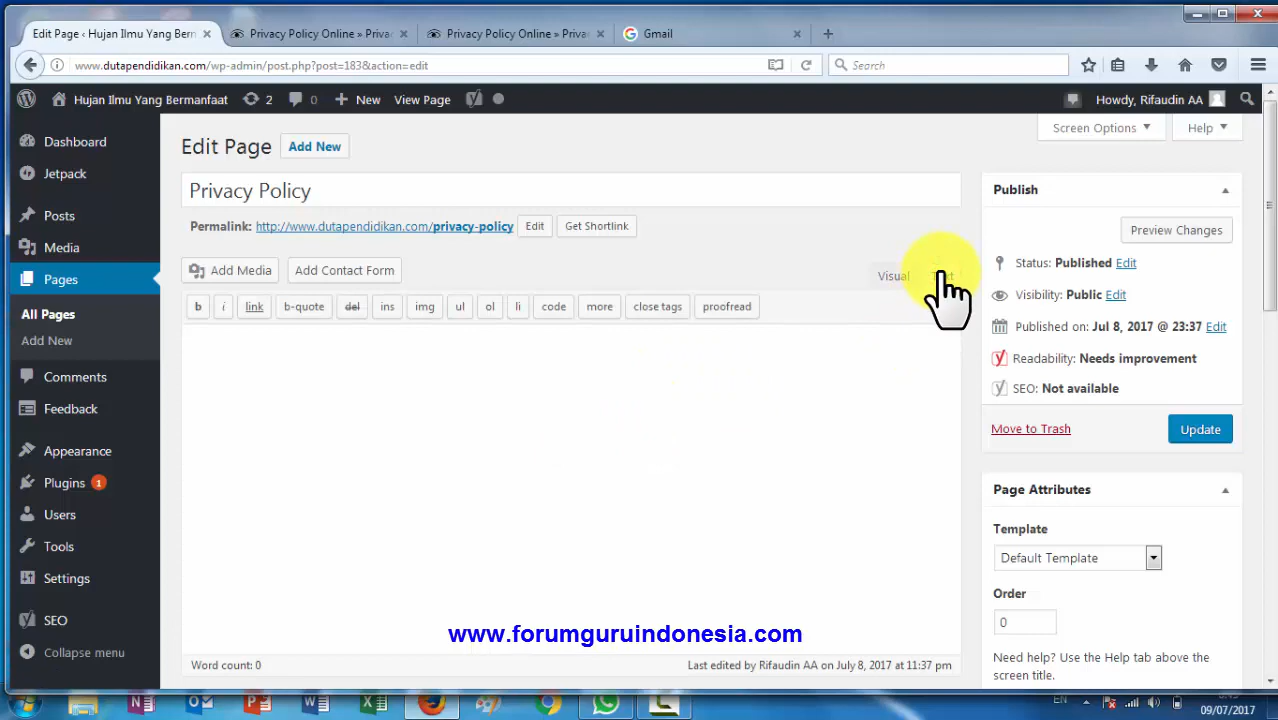 Edit Page ‹ Hujan Ilmu Yang Bern
Privacy Policy Online » Priva
Privacy Policy Online » Priva
Gmail
www.dutapendidikan.com/wp-admin/post.php?post=183&action=edit
Search
Hujan Ilmu Yang Bermanfaat
2
0
New
View Page
Howdy, Rifaudin AA
Dashboard
Jetpack
Posts
Media
Pages
All Pages
Add New
Comments
Feedback
Appearance
Plugins 1
Users
Tools
Settings
SEO
Collapse menu
Screen Options
Help
Edit Page
Add New
Privacy Policy
Permalink: http://www.dutapendidikan.com/privacy-policy
Edit
Get Shortlink
Add Media
Add Contact Form
Visual
b
i
link
b-quote
del
ins
img
ul
ol
li
code
more
close tags
proofread
www.forumguruindonesia.com
Word count: 0
Last edited by Rifaudin AA on July 8, 2017 at 11:37 pm
Publish
Preview Changes
Status: Published Edit
Visibility: Public Edit
Published on: Jul 8, 2017 @ 23:37 Edit
Readability: Needs improvement
SEO: Not available
Move to Trash
Update
Page Attributes
Template
Default Template
Order
0
Need help? Use the Help tab above the
screen title.
EN
09/07/2017